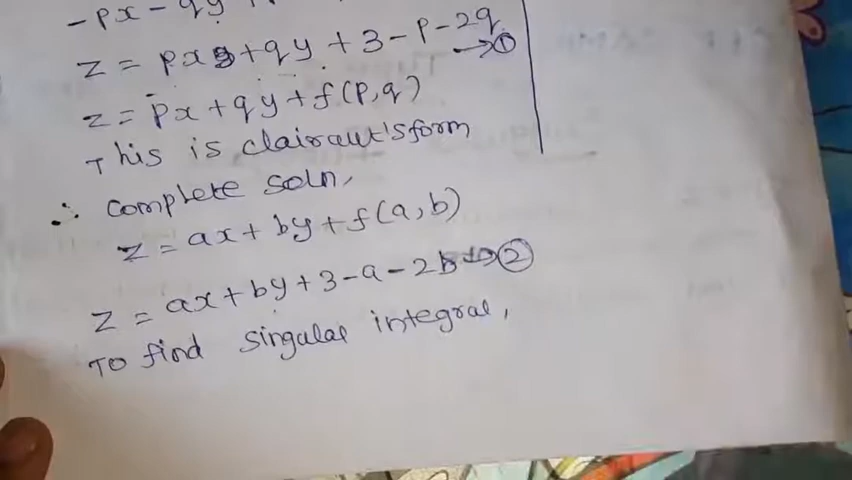 -px - qy
z = px + qy + 3 - p - 2q → ①
z = px + qy + f(p,q)
This is clairaut's form
∴ complete soln,
z = ax + by + f(a,b)
z = ax + by + 3 - a - 2b → ②
To find singular integral,